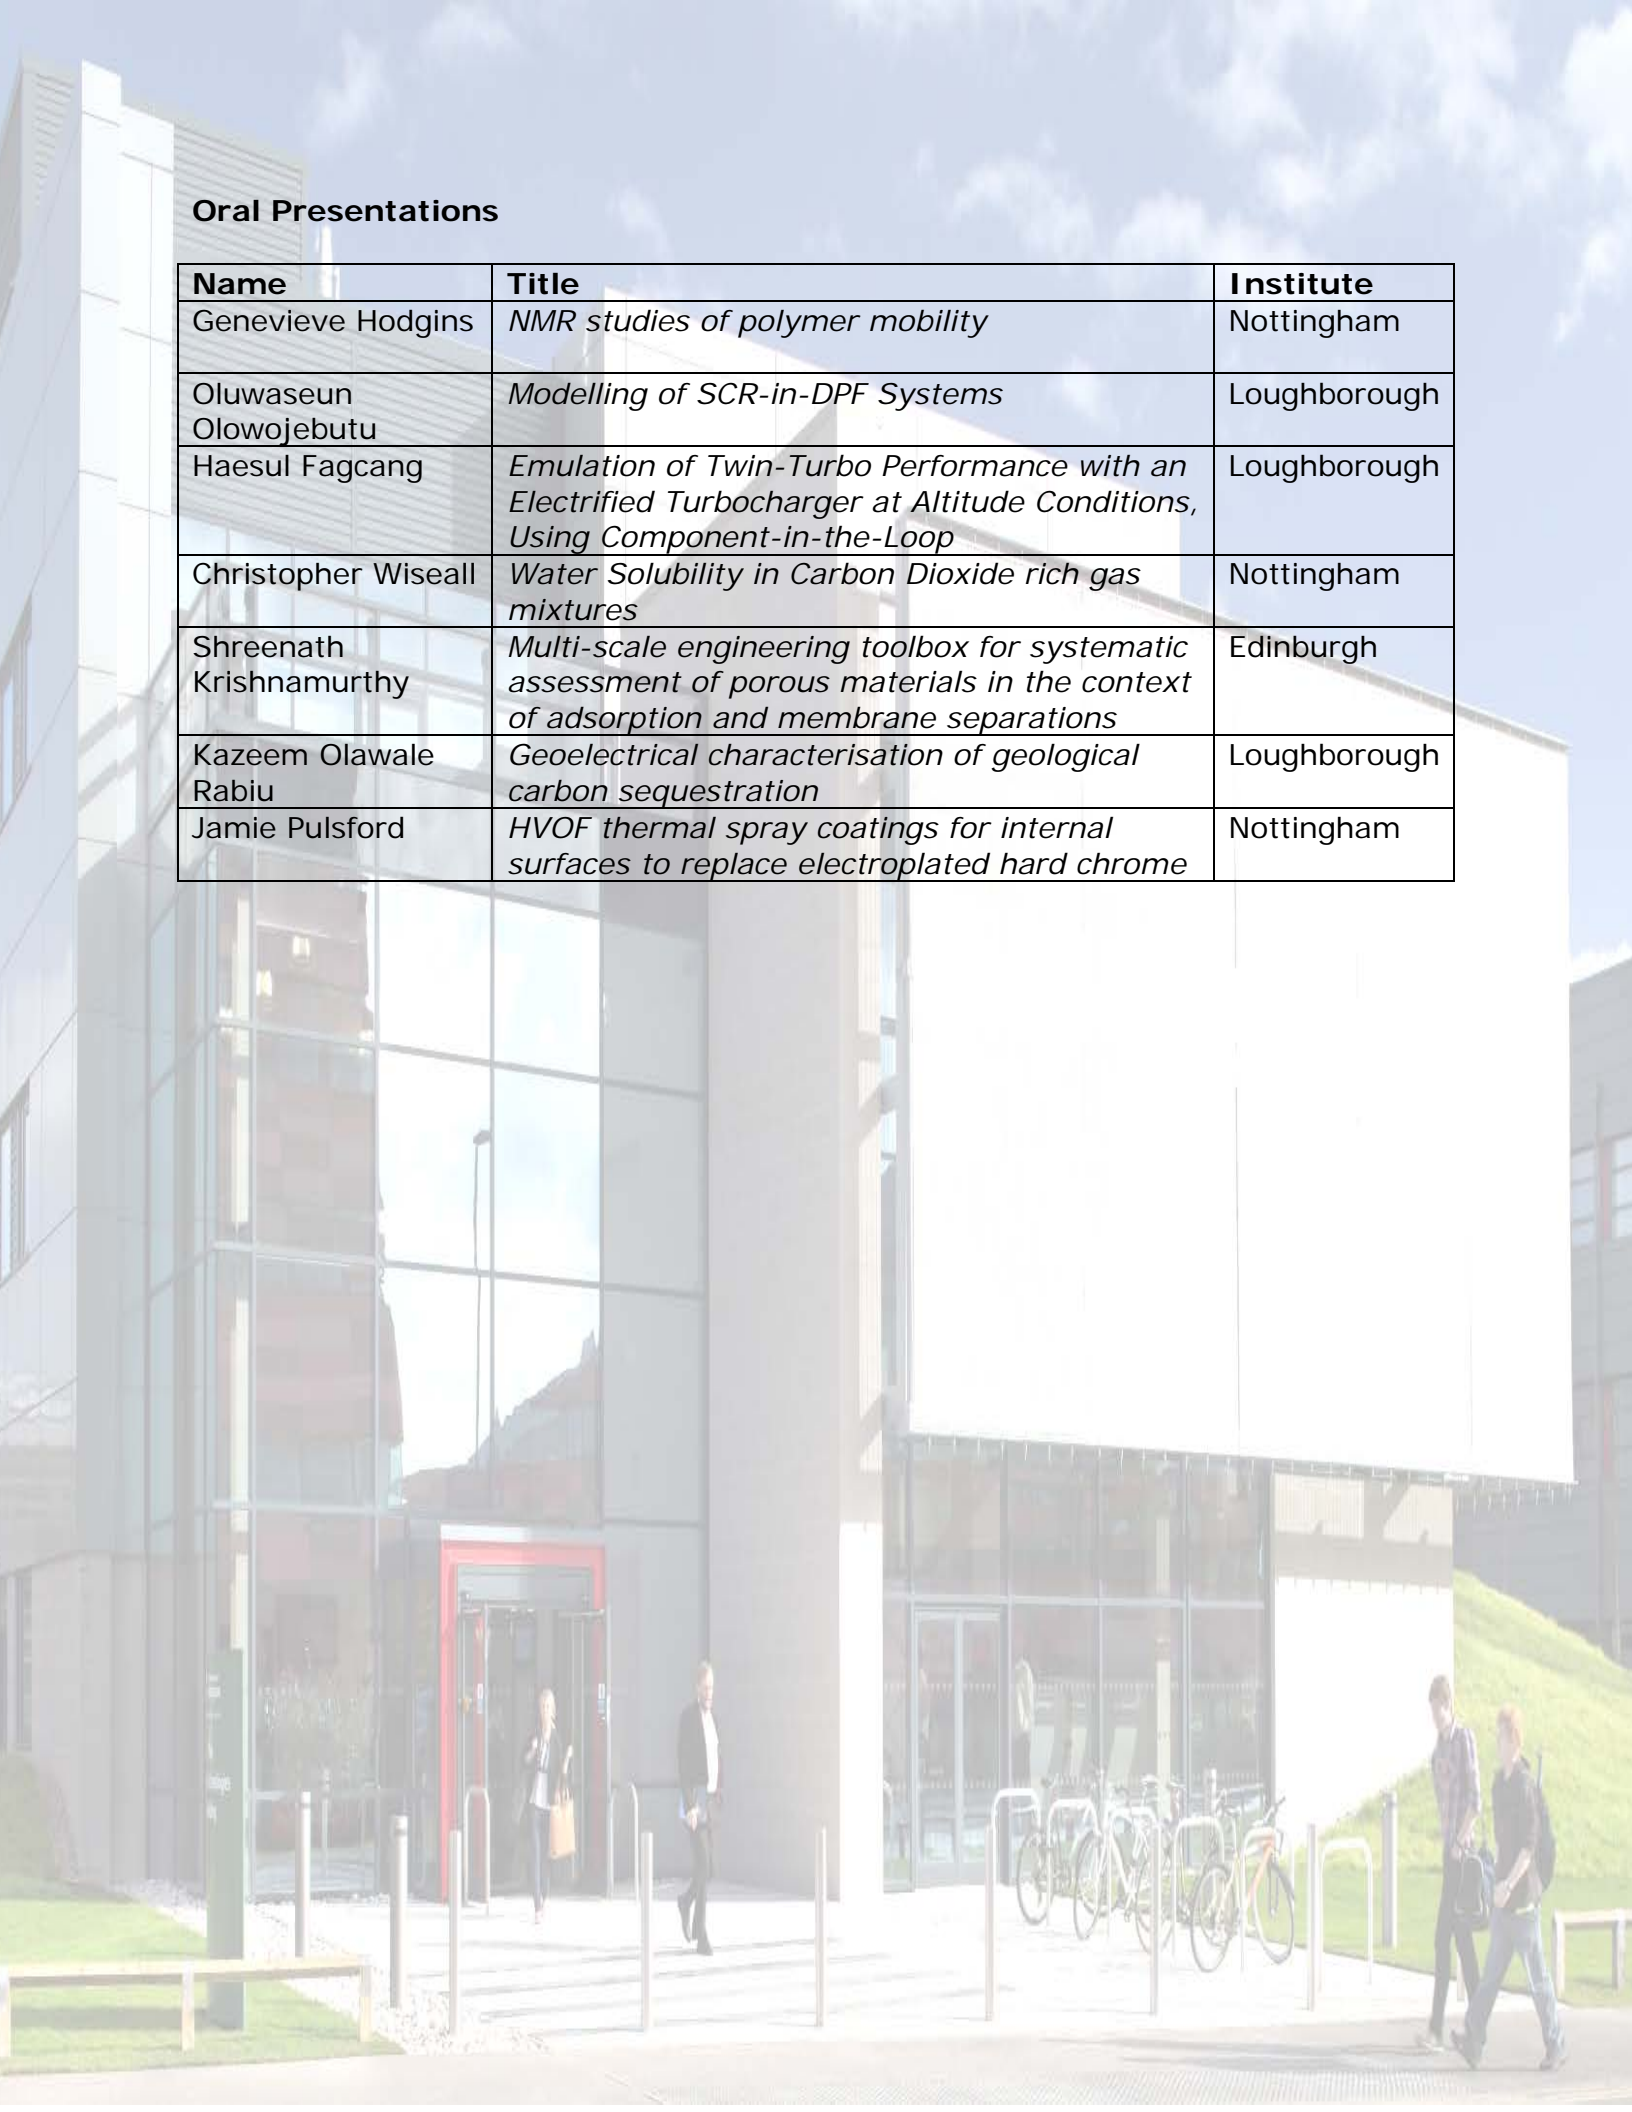 Oral Presentations
Name Title Institute
Genevieve Hodgins NMR studies of polymer mobility Nottingham
Oluwaseun Modelling of SCR-in-DPF Systems Loughborough
Olowojebutu
Haesul Fagcang Emulation of Twin-Turbo Performance with an Loughborough
Electrified Turbocharger at Altitude Conditions,
Using Component-in-the-Loop
Christopher Wiseall Water Solubility in Carbon Dioxide rich gas Nottingham
mixtures
Shreenath Multi-scale engineering toolbox for systematic Edinburgh
Krishnamurthy assessment of porous materials in the context
of adsorption and membrane separations
Kazeem Olawale Geoelectrical characterisation of geological Loughborough
Rabiu carbon sequestration
Jamie Pulsford HVOF thermal spray coatings for internal Nottingham
surfaces to replace electroplated hard chrome